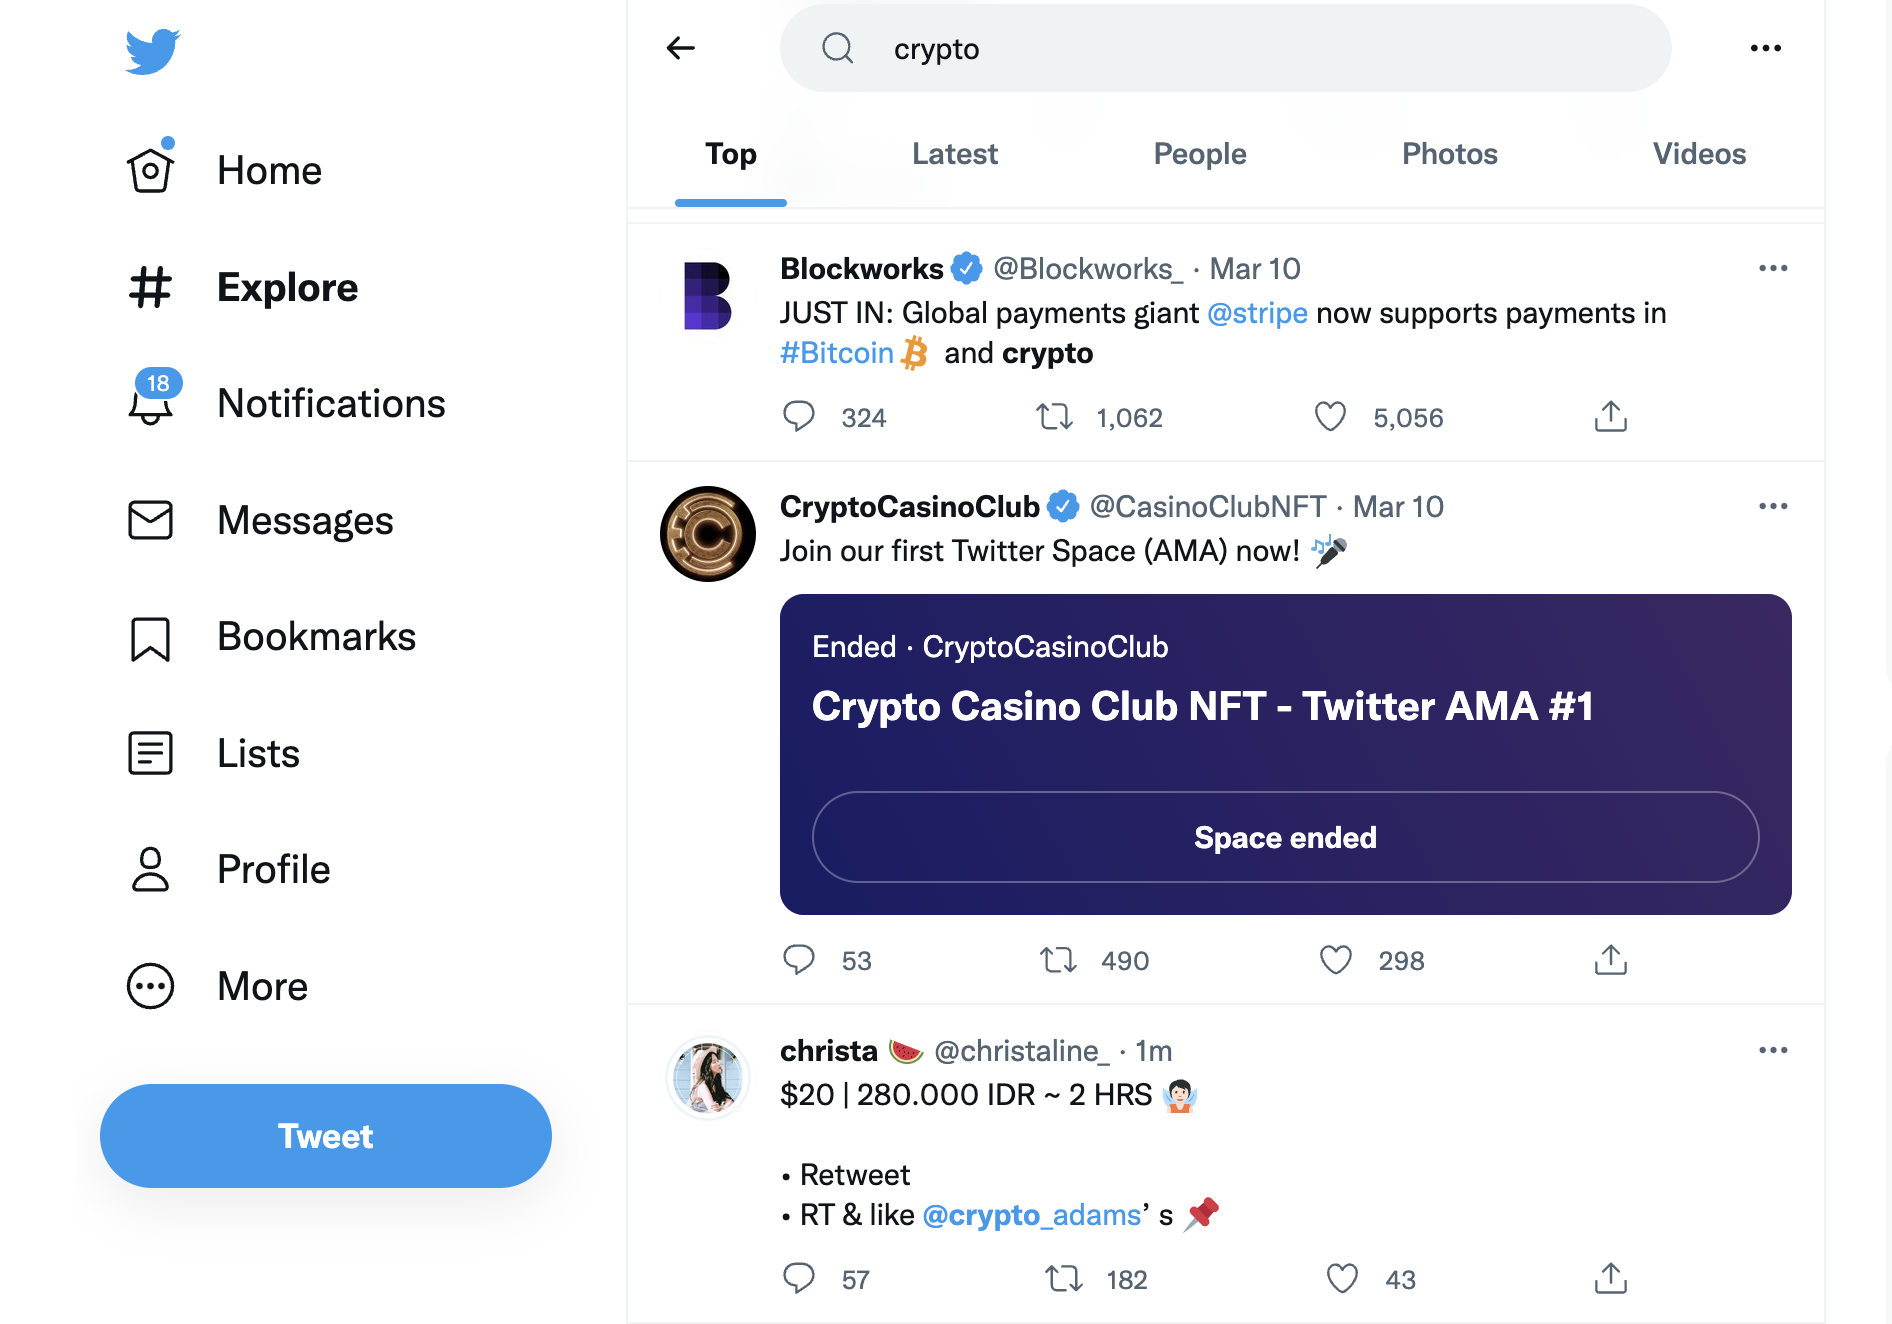 crypto
Home
Explore
18
Notifications
Messages
Bookmarks
Lists
Profile
More
Tweet
Top Latest People Photos Videos
Blockworks @Blockworks_ · Mar 10
JUST IN: Global payments giant @stripe now supports payments in
#Bitcoin and crypto
324 1,062 5,056
CryptoCasinoClub @CasinoClubNFT · Mar 10
Join our first Twitter Space (AMA) now! 🎤
Ended · CryptoCasinoClub
Crypto Casino Club NFT - Twitter AMA #1
Space ended
53 490 298
christa 🍉 @christaline_ · 1m
$20 | 280.000 IDR ~ 2 HRS 🧚🏻
• Retweet
• RT & like @crypto_adams’ s 📌
57 182 43